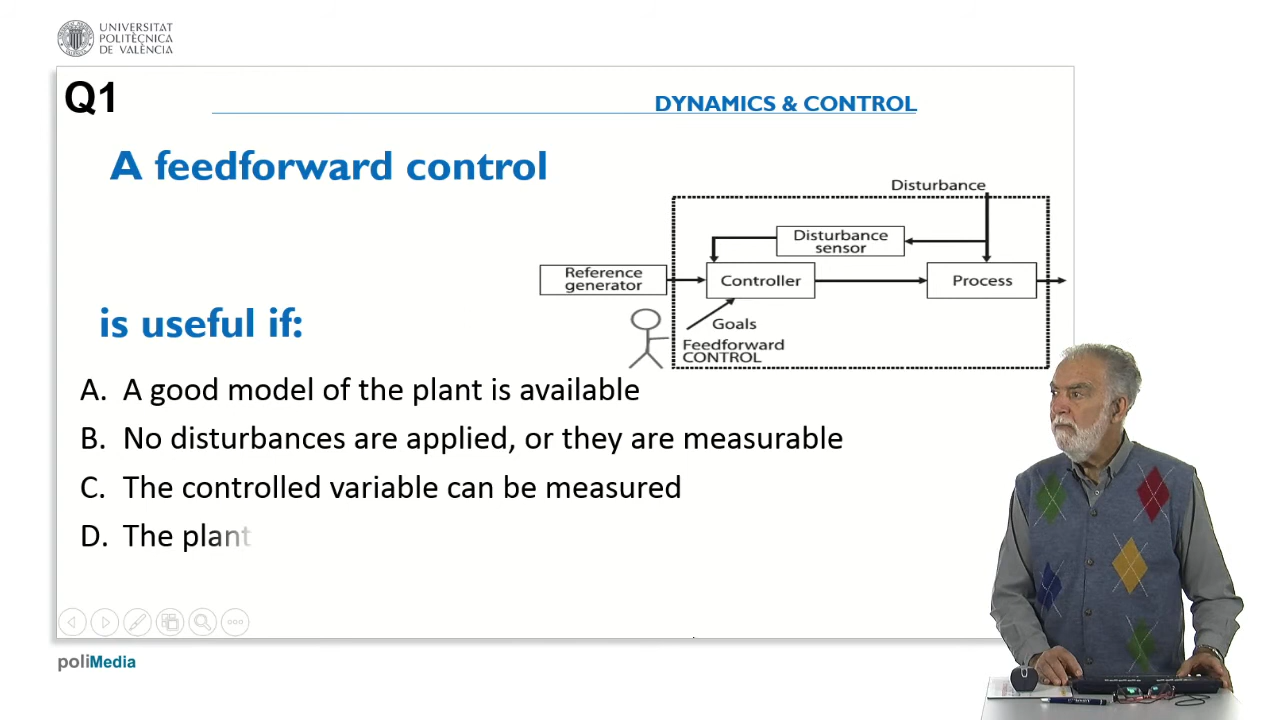 UNIVERSITAT
POLITÈCNICA
DE VALÈNCIA
Q1
DYNAMICS & CONTROL
A feedforward control
Disturbance
Disturbance
sensor
Reference
generator
Controller
Process
Goals
Feedforward
CONTROL
is useful if:
A. A good model of the plant is available
B. No disturbances are applied, or they are measurable
C. The controlled variable can be measured
D. The plant
poliMedia